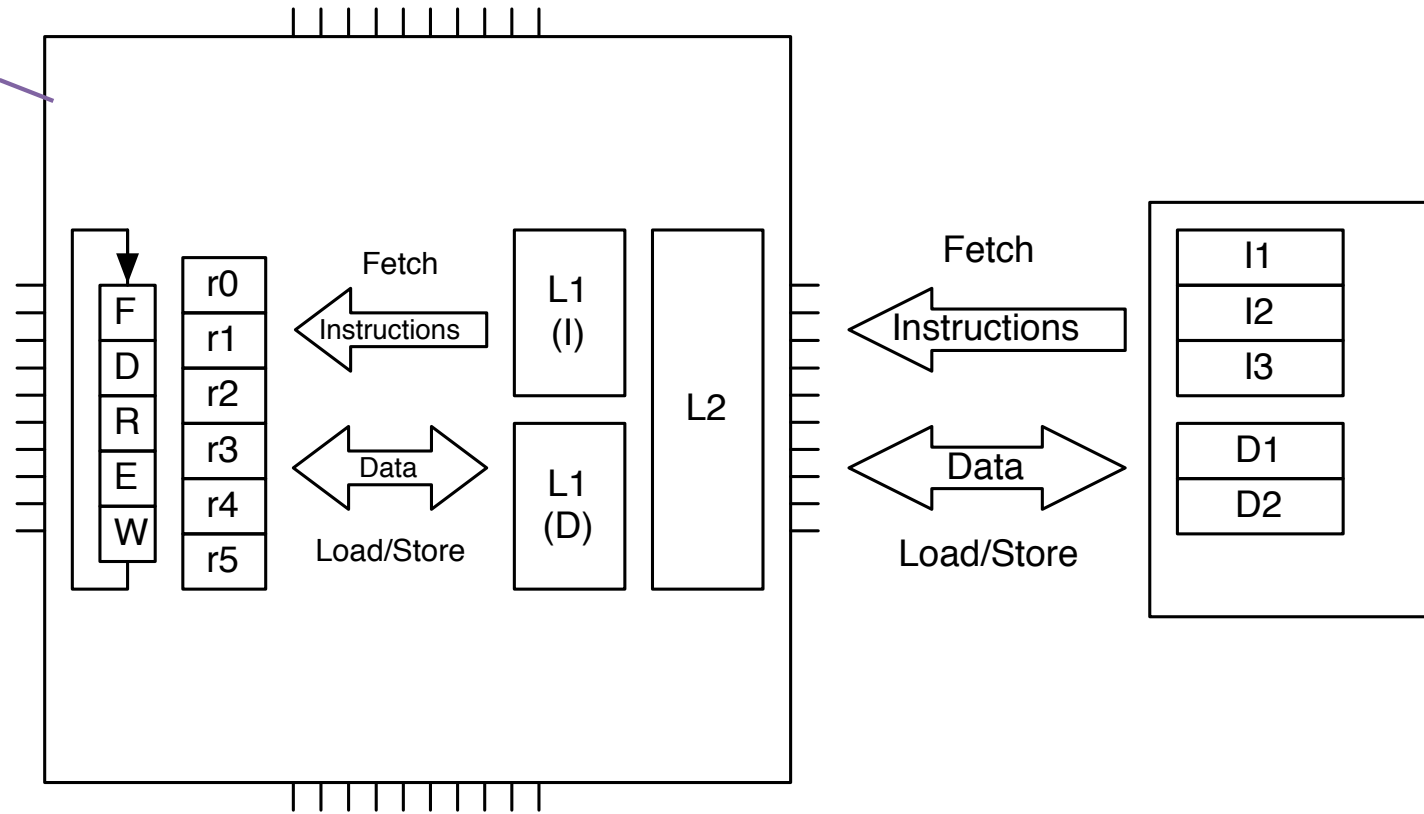 F
D
R
E
W
r0
r1
r2
r3
r4
r5
Fetch
Instructions
Data
Load/Store
L1
(I)
L1
(D)
L2
Fetch
Instructions
Data
Load/Store
I1
I2
I3
D1
D2